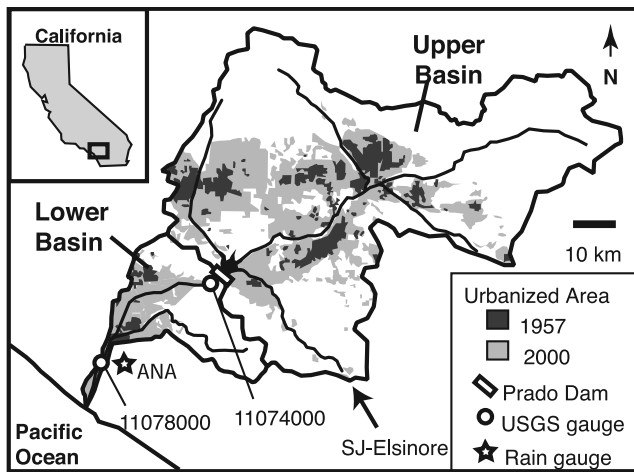 California
Upper
Basin
N
Lower
Basin
10 km
ANA
11078000
11074000
SJ-Elsinore
Pacific
Ocean
Urbanized Area
1957
2000
Prado Dam
USGS gauge
Rain gauge